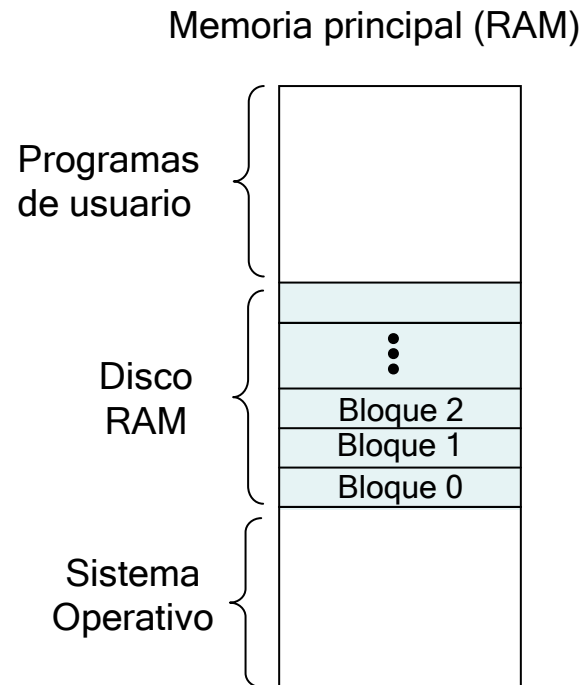 Memoria principal (RAM)
Programas
de usuario
Disco
RAM
Bloque 2
Bloque 1
Bloque 0
Sistema
Operativo